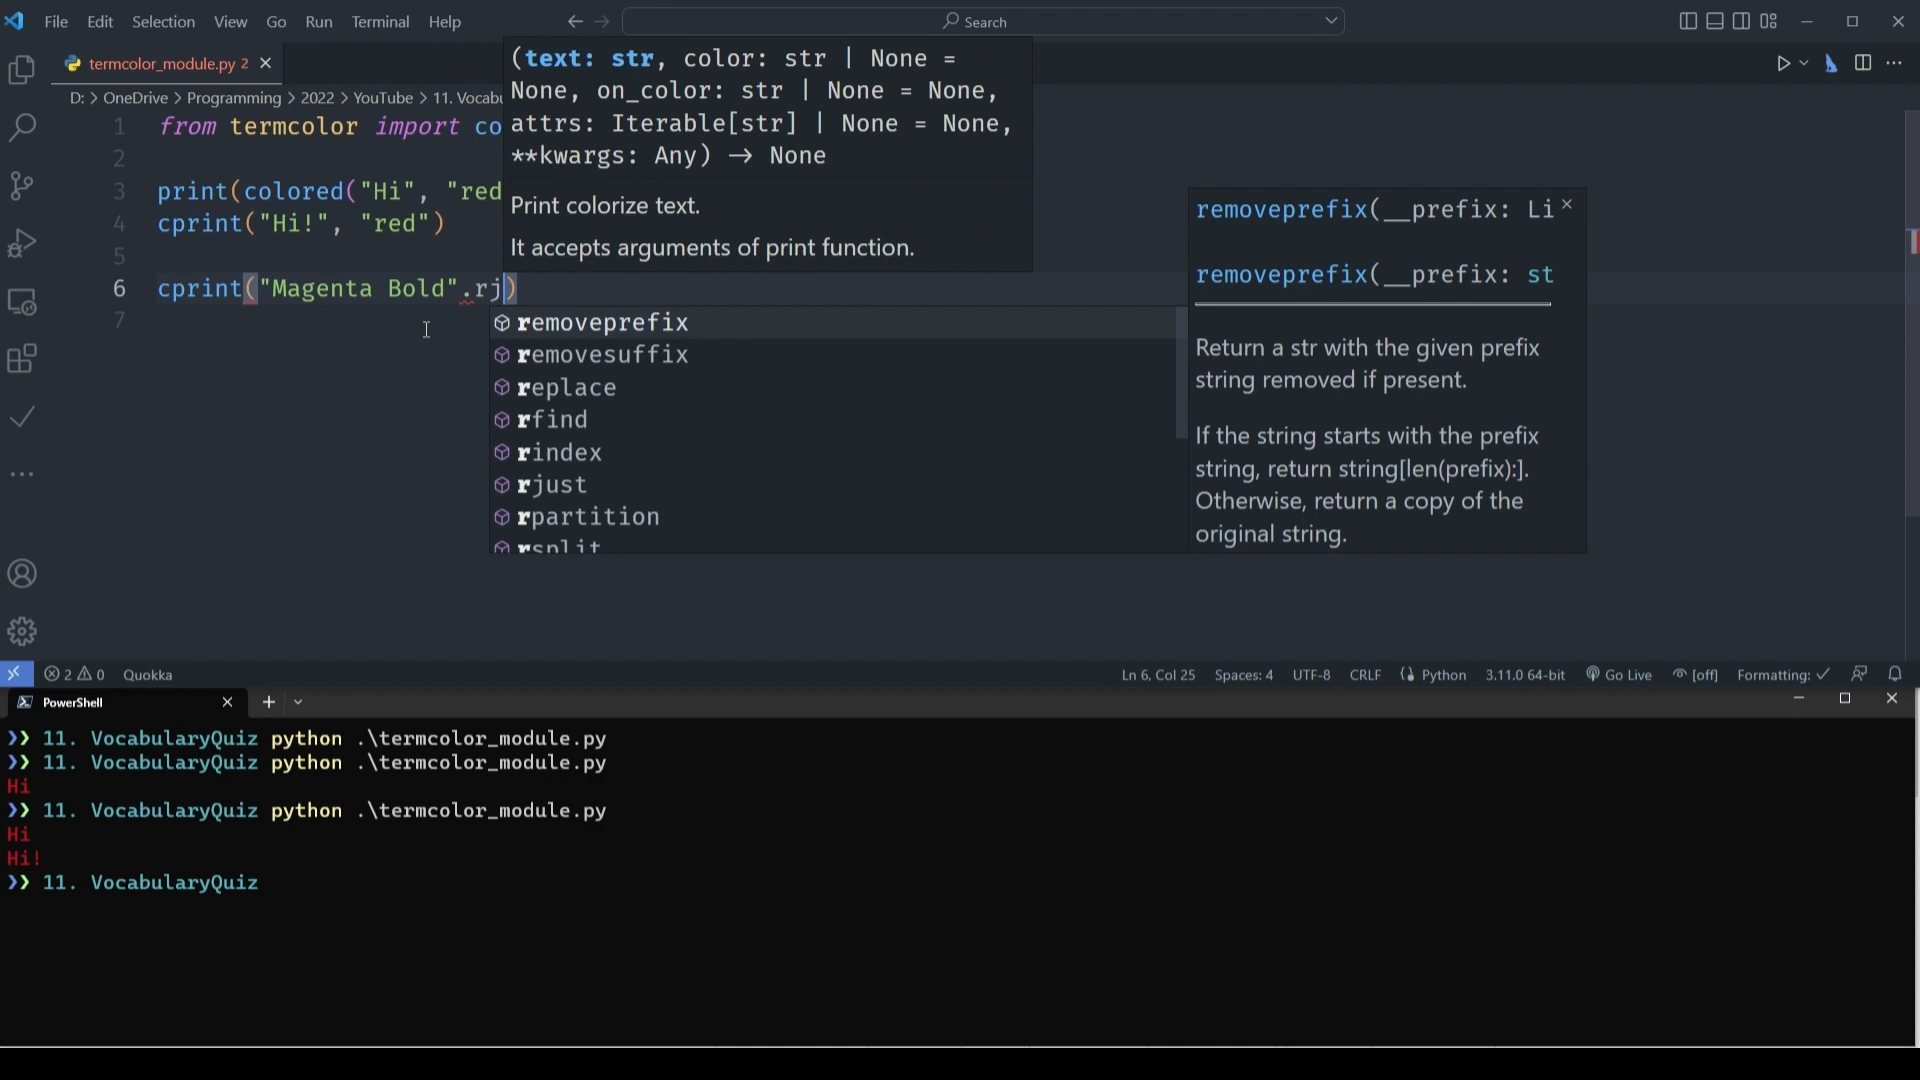 File Edit Selection View Go Run Terminal Help
Search
termcolor_module.py 2
D: > OneDrive > Programming > 2022 > YouTube > 11. Vocabu
1 from termcolor import co
2
3 print(colored("Hi", "red
4 cprint("Hi!", "red")
5
6 cprint("Magenta Bold".rj)
7
(text: str, color: str | None =
None, on_color: str | None = None,
attrs: Iterable[str] | None = None,
**kwargs: Any) → None
Print colorize text.
It accepts arguments of print function.
removeprefix
removesuffix
replace
rfind
rindex
rjust
rpartition
rsplit
removeprefix(__prefix: Li
removeprefix(__prefix: st
Return a str with the given prefix
string removed if present.
If the string starts with the prefix
string, return string[len(prefix):].
Otherwise, return a copy of the
original string.
2 0 Quokka
Ln 6, Col 25 Spaces: 4 UTF-8 CRLF Python 3.11.0 64-bit Go Live [off] Formatting: ✓
PowerShell
❯❯ 11. VocabularyQuiz python .\termcolor_module.py
❯❯ 11. VocabularyQuiz python .\termcolor_module.py
Hi
❯❯ 11. VocabularyQuiz python .\termcolor_module.py
Hi
Hi!
❯❯ 11. VocabularyQuiz